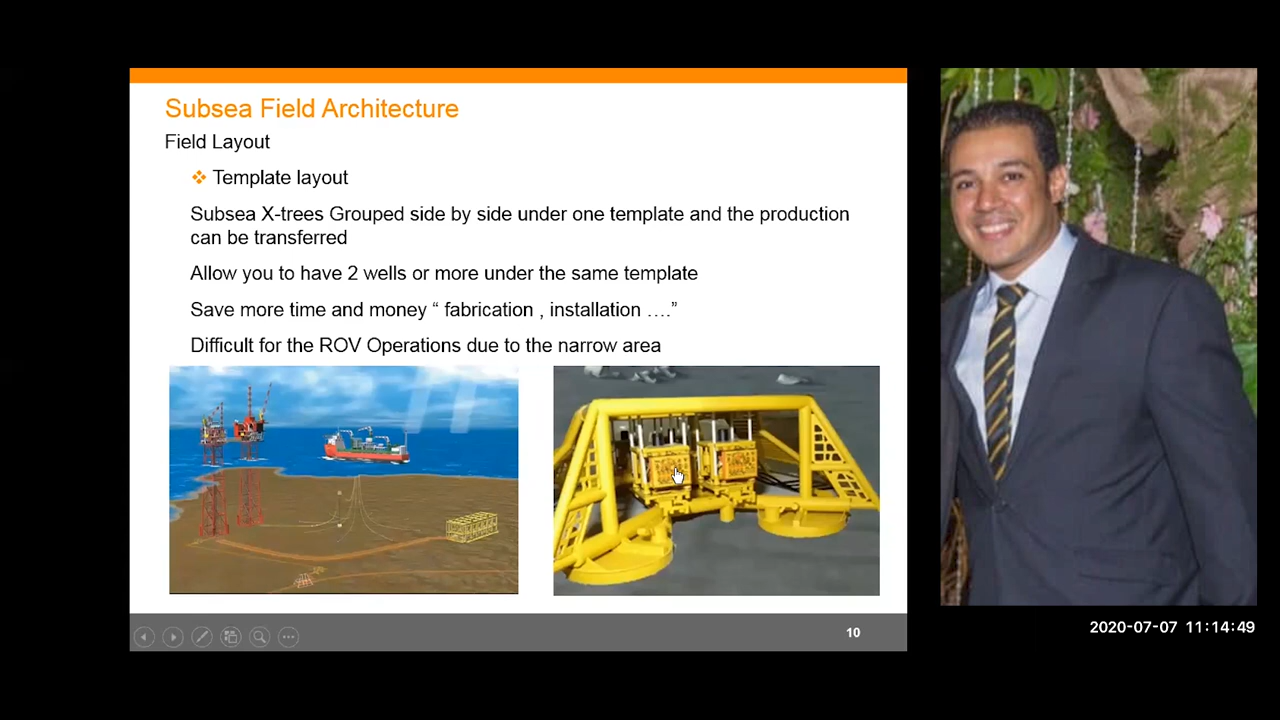 Subsea Field Architecture
Field Layout
❖ Template layout
Subsea X-trees Grouped side by side under one template and the production
can be transferred
Allow you to have 2 wells or more under the same template
Save more time and money “ fabrication , installation ….”
Difficult for the ROV Operations due to the narrow area
10
2020-07-07 11:14:49